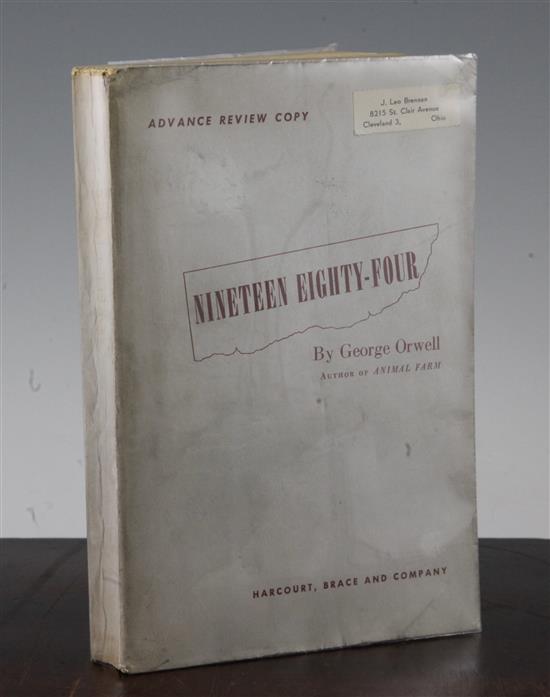 ADVANCE REVIEW COPY
J. Leo Brennan
8215 St. Clair Avenue
Cleveland 3, Ohio
NINETEEN EIGHTY-FOUR
By George Orwell
AUTHOR OF ANIMAL FARM
HARCOURT, BRACE AND COMPANY